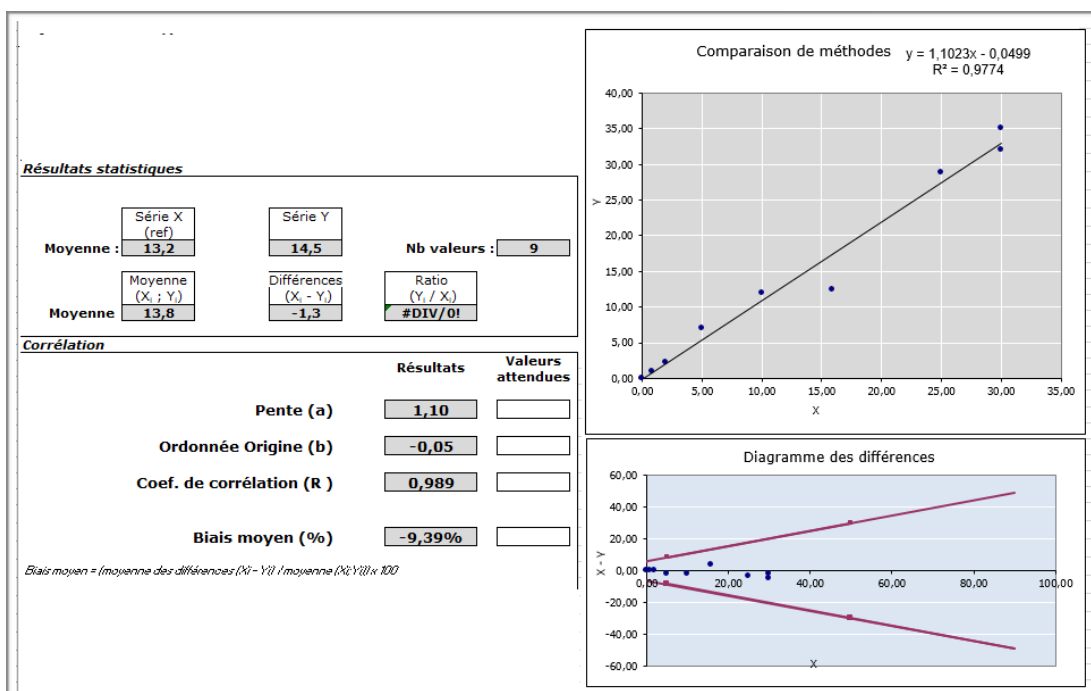 Résultats statistiques
Série X
(ref)
Série Y
Moyenne : 13,2 14,5 Nb valeurs : 9
Moyenne
(Xi ; Yi)
Différences
(Xi - Yi)
Ratio
(Yi / Xi)
Moyenne 13,8 -1,3 #DIV/0!
Corrélation
Résultats
Valeurs
attendues
Pente (a) 1,10
Ordonnée Origine (b) -0,05
Coef. de corrélation (R ) 0,989
Biais moyen (%) -9,39%
Biais moyen = (moyenne des différences (Xi - Yi) / moyenne (Xi;Yi)) x 100
Comparaison de méthodes
y = 1,1023x - 0,0499
R² = 0,9774
40,00
35,00
30,00
25,00
20,00
15,00
10,00
5,00
0,00
Y
0,00 5,00 10,00 15,00 20,00 25,00 30,00 35,00
X
Diagramme des différences
60,00
40,00
20,00
0,00
-20,00
-40,00
-60,00
X - Y
0,00 20,00 40,00 60,00 80,00 100,00
X